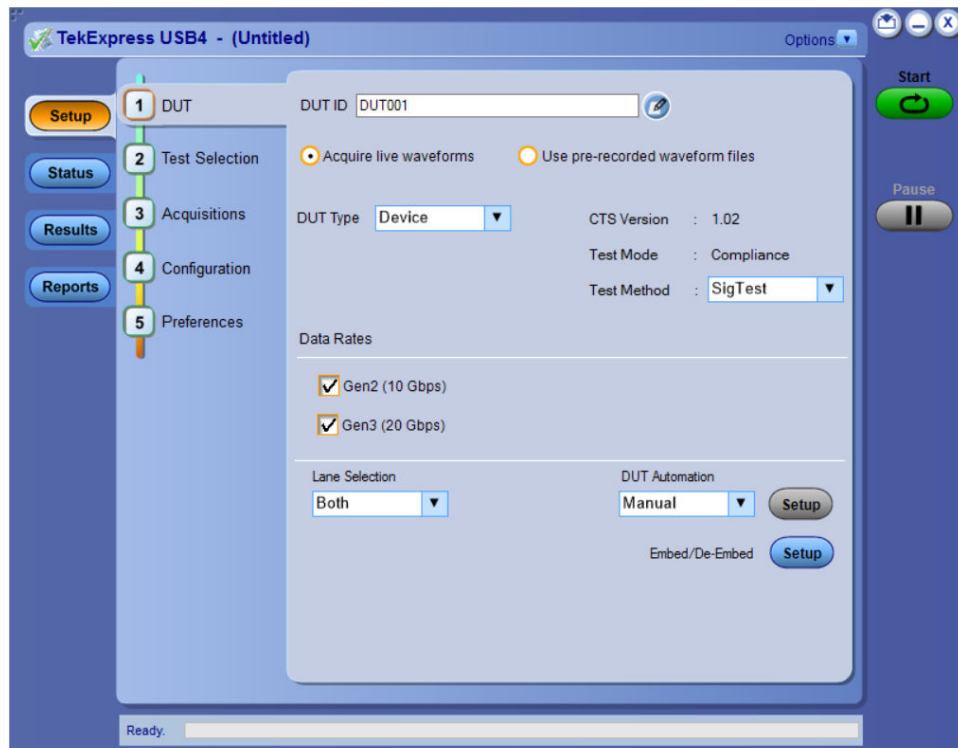 TekExpress USB4 - (Untitled)
Options
X
Start
Pause
Setup
Status
Results
Reports
1 DUT
2 Test Selection
3 Acquisitions
4 Configuration
5 Preferences
DUT ID DUT001
Acquire live waveforms
Use pre-recorded waveform files
DUT Type Device
CTS Version : 1.02
Test Mode : Compliance
Test Method : SigTest
Data Rates
Gen2 (10 Gbps)
Gen3 (20 Gbps)
Lane Selection
Both
DUT Automation
Manual
Setup
Embed/De-Embed
Setup
Ready.